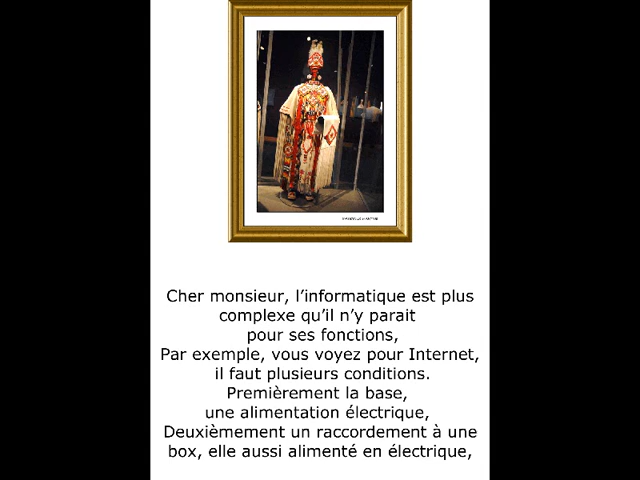 Cher monsieur, l’informatique est plus
complexe qu’il n’y parait
pour ses fonctions,
Par exemple, vous voyez pour Internet,
il faut plusieurs conditions.
Premièrement la base,
une alimentation électrique,
Deuxièmement un raccordement à une
box, elle aussi alimenté en électrique,